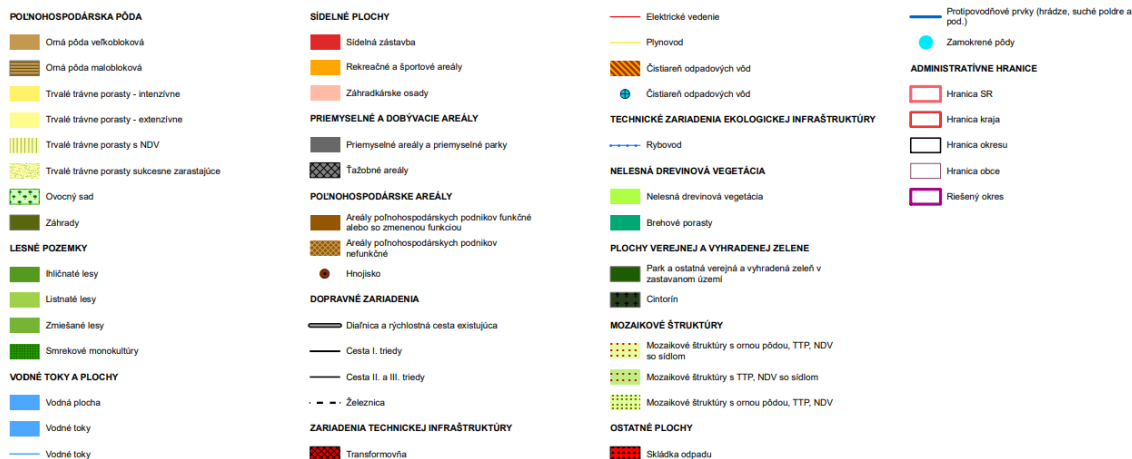 POĽNOHOSPODÁRSKA PÔDA
Orná pôda veľkobloková
Orná pôda malobloková
Trvalé trávne porasty - intenzívne
Trvalé trávne porasty - extenzívne
Trvalé trávne porasty s NDV
Trvalé trávne porasty sukcesne zarastajúce
Ovocný sad
Záhrady
LESNÉ POZEMKY
Ihličnaté lesy
Listnaté lesy
Zmiešané lesy
Smrekové monokultúry
VODNÉ TOKY A PLOCHY
Vodná plocha
Vodné toky
Vodné toky
SÍDELNÉ PLOCHY
Sídelná zástavba
Rekreačné a športové areály
Záhradkárske osady
PRIEMYSELNÉ A DOBÝVACIE AREÁLY
Priemyselné areály a priemyselné parky
Ťažobné areály
POĽNOHOSPODÁRSKE AREÁLY
Areály poľnohospodárskych podnikov funkčné
alebo so zmenenou funkciou
Areály poľnohospodárskych podnikov
nefunkčné
Hnojisko
DOPRAVNÉ ZARIADENIA
Diaľnica a rýchlostná cesta existujúca
Cesta I. triedy
Cesta II. a III. triedy
Železnica
ZARIADENIA TECHNICKEJ INFRAŠTRUKTÚRY
Transformovňa
Elektrické vedenie
Plynovod
Čistiareň odpadových vôd
Čistiareň odpadových vôd
TECHNICKÉ ZARIADENIA EKOLOGICKEJ INFRAŠTRUKTÚRY
Rybovod
NELESNÁ DREVINOVÁ VEGETÁCIA
Nelesná drevinová vegetácia
Brehové porasty
PLOCHY VEREJNEJ A VYHRADENEJ ZELENE
Park a ostatná verejná a vyhradená zeleň v
zastavanom území
Cintorín
MOZAIKOVÉ ŠTRUKTÚRY
Mozaikové štruktúry s ornou pôdou, TTP, NDV
so sídlom
Mozaikové štruktúry s TTP, NDV so sídlom
Mozaikové štruktúry s ornou pôdou, TTP, NDV
OSTATNÉ PLOCHY
Skládka odpadu
Protipovodňové prvky (hrádze, suché poldre a
pod.)
Zamokrené pôdy
ADMINISTRATÍVNE HRANICE
Hranica SR
Hranica kraja
Hranica okresu
Hranica obce
Riešený okres